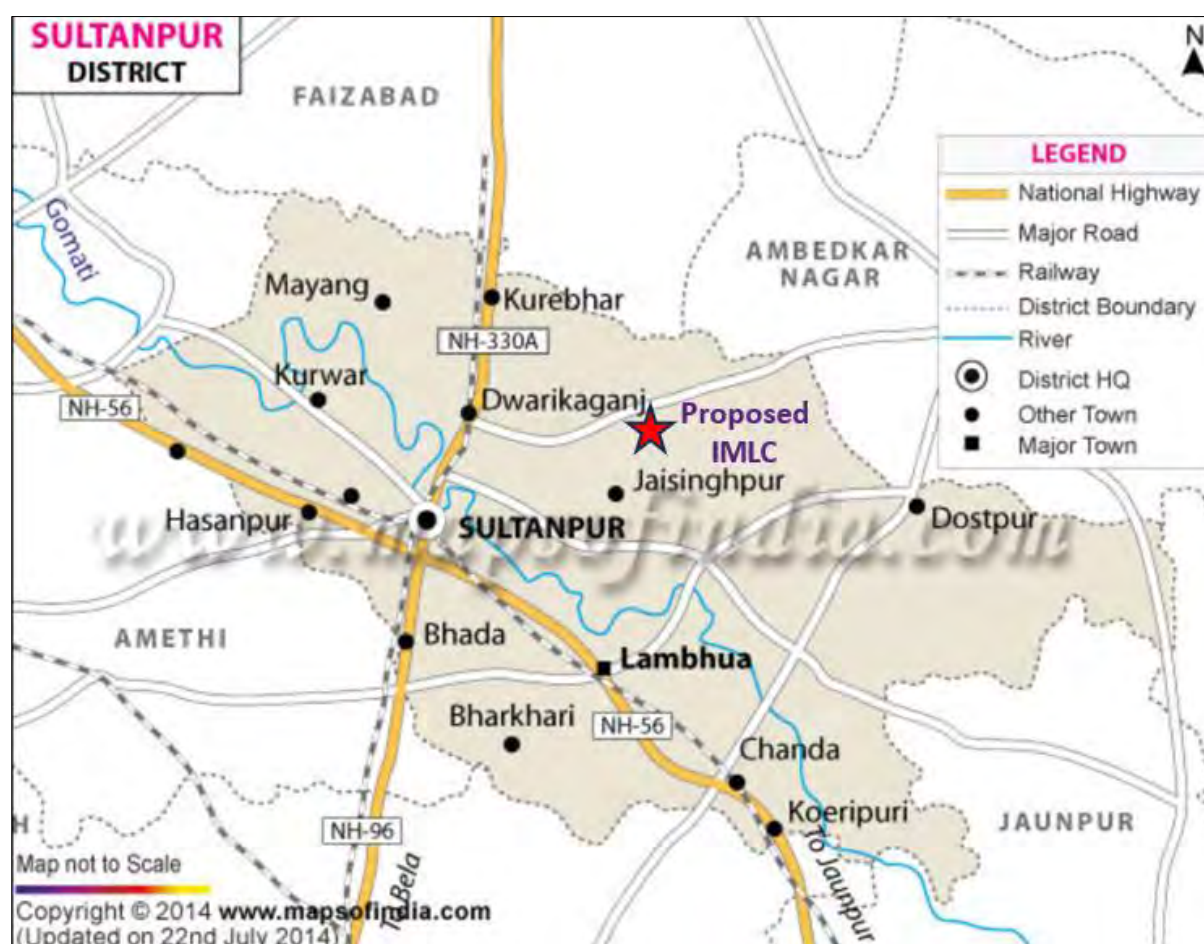 SULTANPUR
DISTRICT
N
FAIZABAD
LEGEND
National Highway
Major Road
Railway
District Boundary
River
District HQ
Other Town
Major Town
Gomati
AMBEDKAR
NAGAR
Mayang
Kurebhar
NH-330A
Kurwar
NH-56
Dwarikaganj
Proposed
IMLC
Jaisinghpur
Hasanpur
SULTANPUR
Dostpur
www.mapsofindia.com
AMETHI
Bhada
Lambhua
Bharkhari
NH-56
Chanda
Koeripuri
JAUNPUR
H
NH-96
To Bela
To Jaunpur
Map not to Scale
Copyright © 2014 www.mapsofindia.com
(Updated on 22nd July 2014)